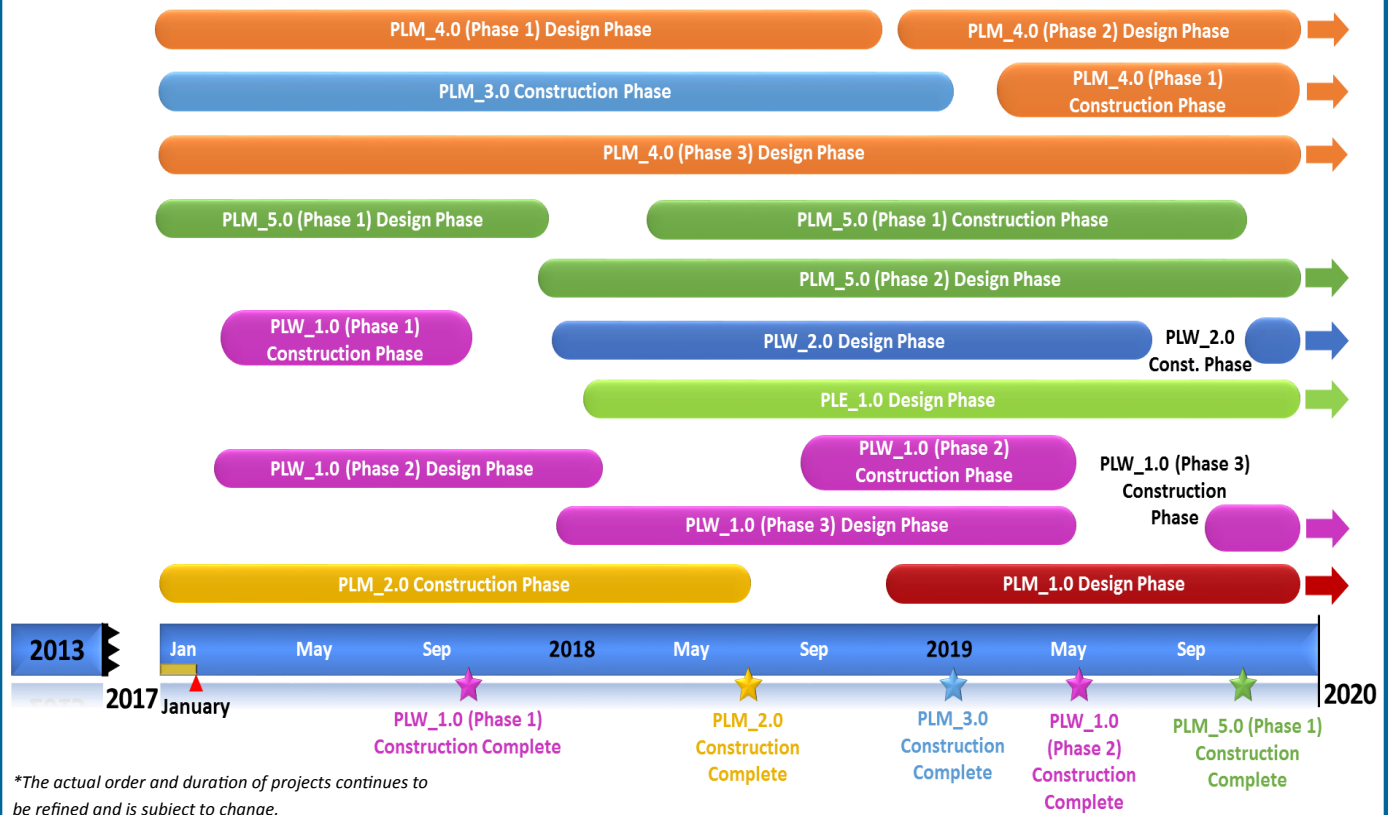 PLM_4.0 (Phase 1) Design Phase
PLM_4.0 (Phase 2) Design Phase
PLM_3.0 Construction Phase
PLM_4.0 (Phase 1)
Construction Phase
PLM_4.0 (Phase 3) Design Phase
PLM_5.0 (Phase 1) Design Phase
PLM_5.0 (Phase 1) Construction Phase
PLM_5.0 (Phase 2) Design Phase
PLW_1.0 (Phase 1)
Construction Phase
PLW_2.0 Design Phase
PLW_2.0
Const. Phase
PLE_1.0 Design Phase
PLW_1.0 (Phase 2) Design Phase
PLW_1.0 (Phase 2)
Construction Phase
PLW_1.0 (Phase 3)
Construction
Phase
PLW_1.0 (Phase 3) Design Phase
PLM_2.0 Construction Phase
PLM_1.0 Design Phase
2013
Jan May Sep 2018 May Sep 2019 May Sep
2017
January
2020
PLW_1.0 (Phase 1)
Construction Complete
PLM_2.0
Construction
Complete
PLM_3.0
Construction
Complete
PLW_1.0
(Phase 2)
Construction
Complete
PLM_5.0 (Phase 1)
Construction
Complete
*The actual order and duration of projects continues to
be refined and is subject to change.